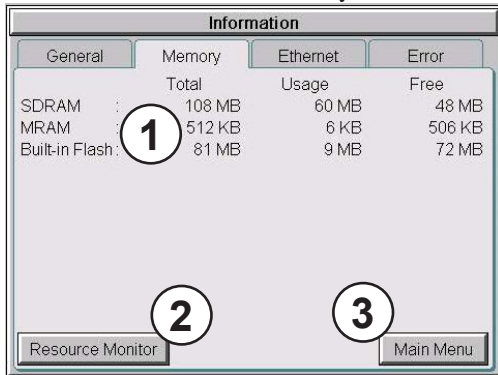 Information
General Memory Ethernet Error
Total Usage Free
SDRAM : 108 MB 60 MB 48 MB
MRAM : 512 KB 6 KB 506 KB
Built-in Flash : 81 MB 9 MB 72 MB
1
2 3
Resource Monitor Main Menu